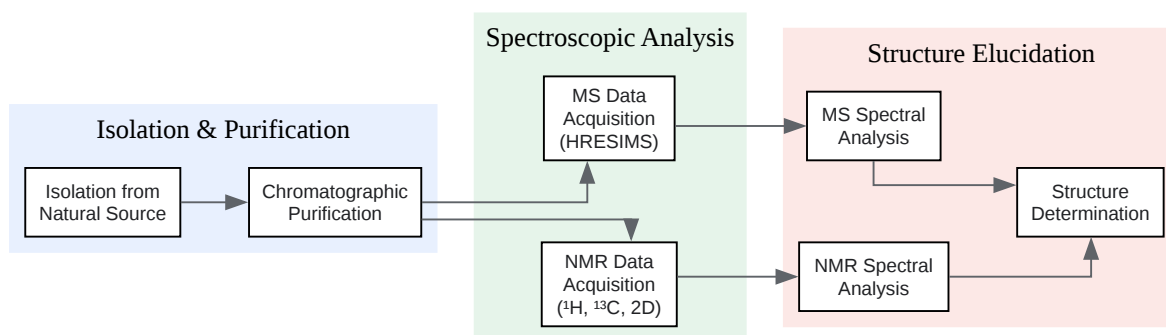 Isolation & Purification
Isolation from
Natural Source
Chromatographic
Purification
Spectroscopic Analysis
MS Data
Acquisition
(HRESIMS)
NMR Data
Acquisition
(¹H, ¹³C, 2D)
Structure Elucidation
MS Spectral
Analysis
NMR Spectral
Analysis
Structure
Determination